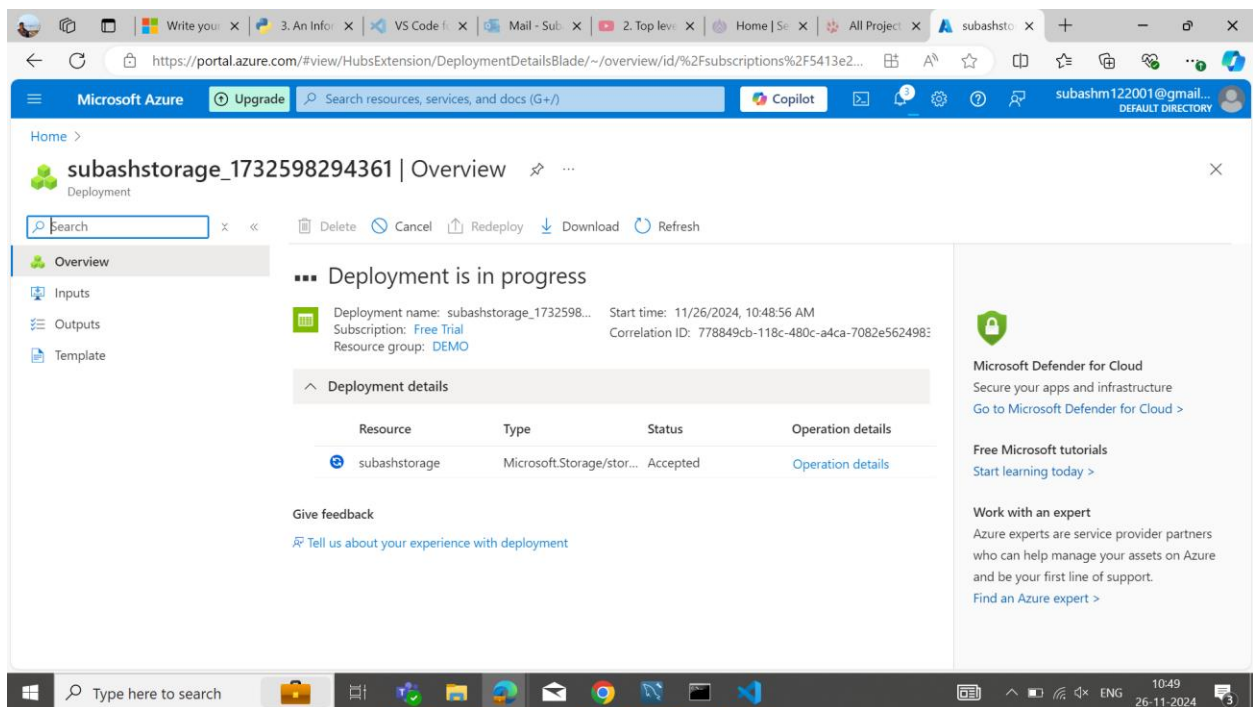 Write your
3. An Infor
VS Code f
Mail - Sub
2. Top leve
Home | Se
All Project
subashsto
https://portal.azure.com/#view/HubsExtension/DeploymentDetailsBlade/~/overview/id/%2Fsubscriptions%2F5413e2...
Microsoft Azure
Upgrade
Search resources, services, and docs (G+/)
Copilot
3
subashm122001@gmail...
DEFAULT DIRECTORY
Home >
subashstorage_1732598294361 | Overview
Deployment
Search
Delete Cancel Redeploy Download Refresh
Overview
Inputs
Outputs
Template
Deployment is in progress
Deployment name: subashstorage_1732598...
Subscription: Free Trial
Resource group: DEMO
Start time: 11/26/2024, 10:48:56 AM
Correlation ID: 778849cb-118c-480c-a4ca-7082e5624983
Deployment details
Resource Type Status Operation details
subashstorage Microsoft.Storage/stor... Accepted Operation details
Give feedback
Tell us about your experience with deployment
Microsoft Defender for Cloud
Secure your apps and infrastructure
Go to Microsoft Defender for Cloud >
Free Microsoft tutorials
Start learning today >
Work with an expert
Azure experts are service provider partners
who can help manage your assets on Azure
and be your first line of support.
Find an Azure expert >
Type here to search
ENG
10:49
26-11-2024
3